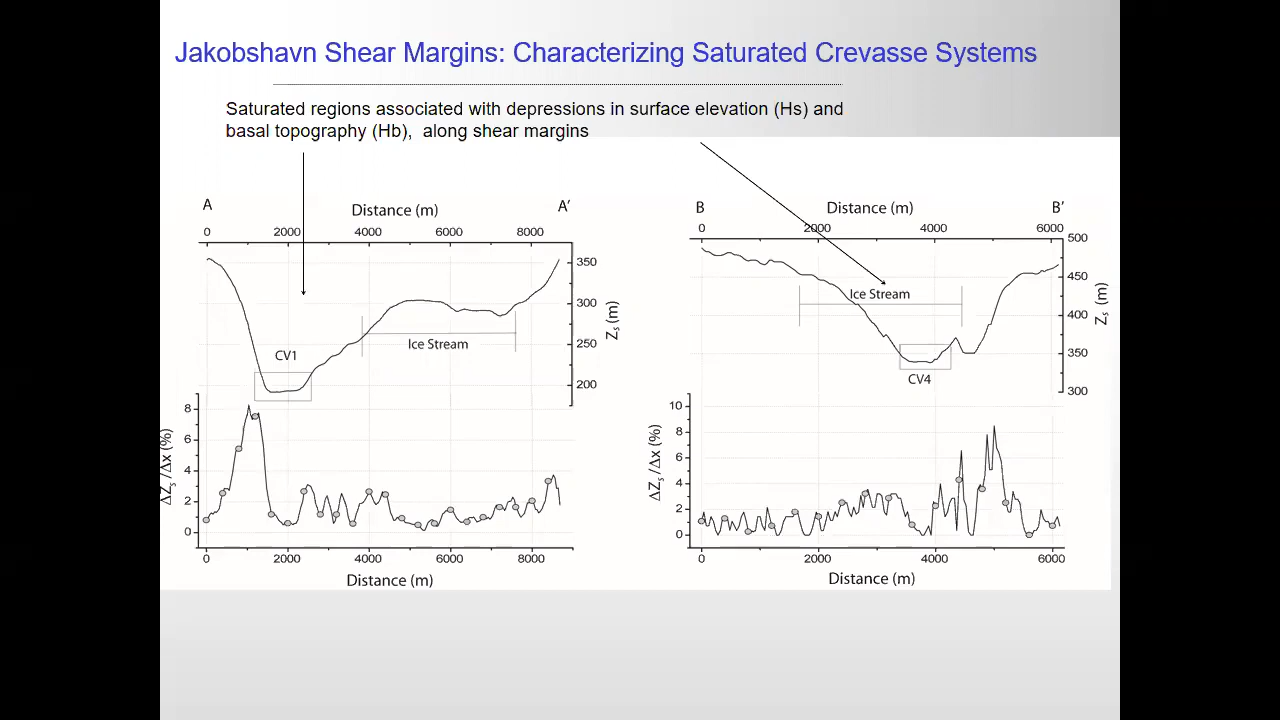 Jakobshavn Shear Margins: Characterizing Saturated Crevasse Systems
Saturated regions associated with depressions in surface elevation (Hs) and
basal topography (Hb),  along shear margins
A
Distance (m)
A′
0 2000 4000 6000 8000
350
300
250
200
Zs (m)
CV1
Ice Stream
8
6
4
2
0
ΔZs /Δx (%)
0 2000 4000 6000 8000
Distance (m)
B
Distance (m)
B′
0 2000 4000 6000
500
450
400
350
300
Zs (m)
Ice Stream
CV4
10
8
6
4
2
0
ΔZs /Δx (%)
0 2000 4000 6000
Distance (m)